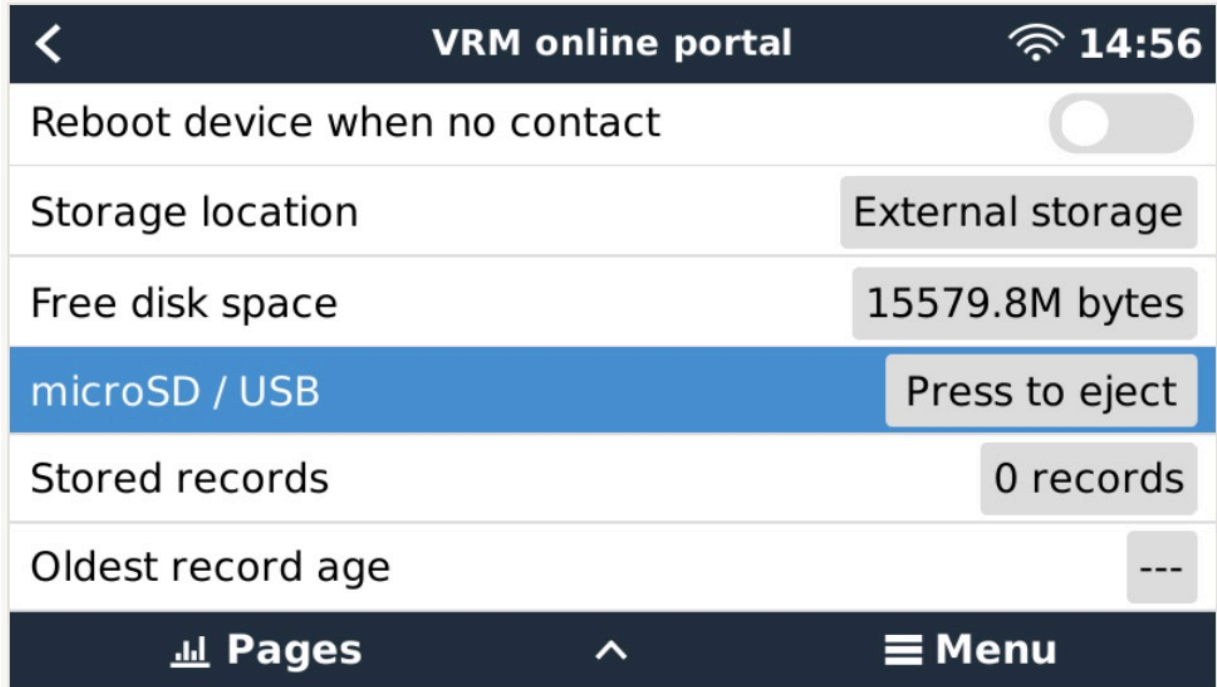 VRM online portal 14:56
Reboot device when no contact
Storage location External storage
Free disk space 15579.8M bytes
microSD / USB Press to eject
Stored records 0 records
Oldest record age ---
Pages Menu